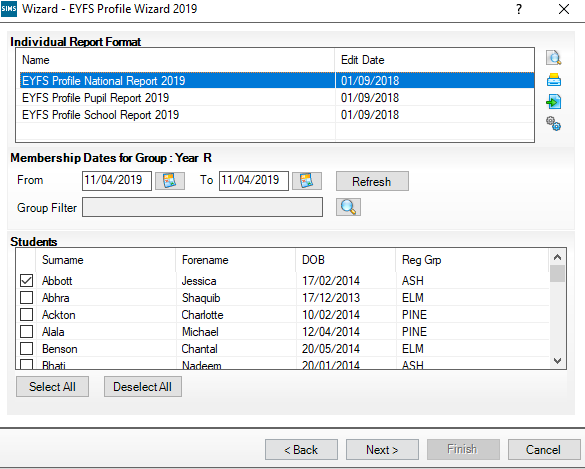 SIMS Wizard - EYFS Profile Wizard 2019 ?
Individual Report Format
Name Edit Date
EYFS Profile National Report 2019 01/09/2018
EYFS Profile Pupil Report 2019 01/09/2018
EYFS Profile School Report 2019 01/09/2018
Membership Dates for Group : Year R
From 11/04/2019 To 11/04/2019 Refresh
Group Filter
Students
Surname Forename DOB Reg Grp
Abbott Jessica 17/02/2014 ASH
Abhra Shaquib 17/12/2013 ELM
Ackton Charlotte 10/02/2014 PINE
Alala Michael 12/04/2014 PINE
Benson Chantal 20/05/2014 ELM
Bhati Nadeem 20/01/2014 ASH
Select All Deselect All
< Back Next > Finish Cancel